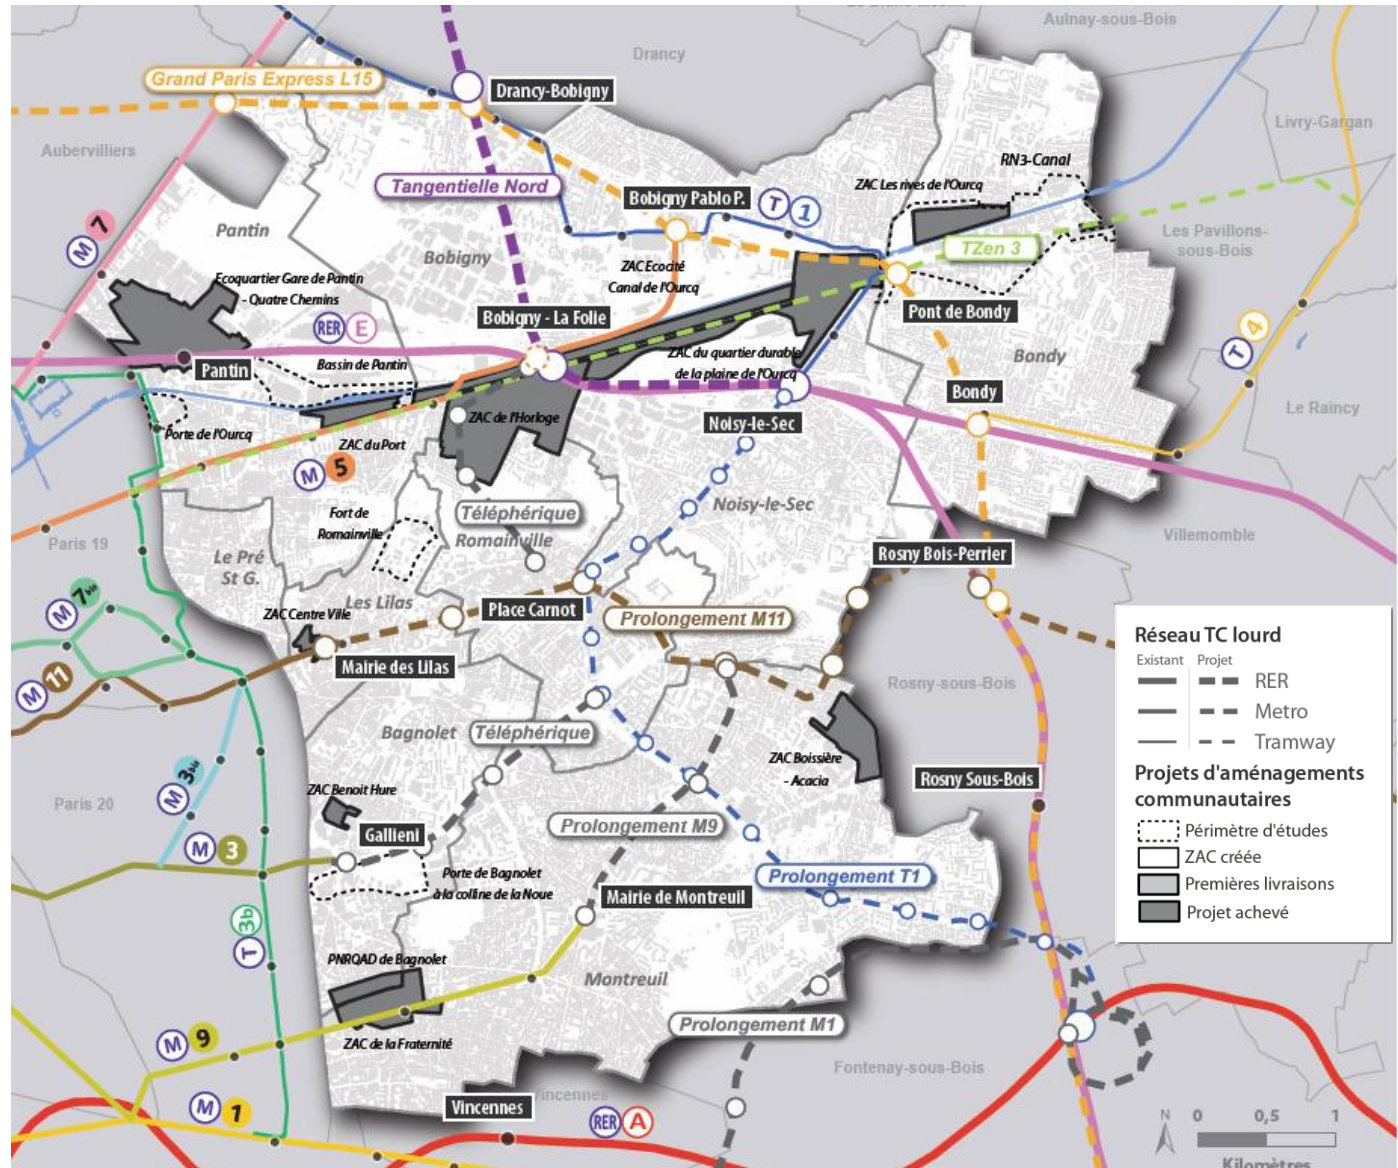 Aulnay-sous-Bois
Drancy
Grand Paris Express L15
Drancy-Bobigny
Livry-Gargan
Aubervilliers
RN3-Canal
Tangentielle Nord
ZAC Les rives de l'Ourcq
Bobigny Pablo P.
T 1
M 7
Pantin
Les Pavillons-
sous-Bois
TZen 3
Bobigny
ZAC Ecocité
Canal de l'Ourcq
Ecoquartier Gare de Pantin
- Quatre Chemins
Pont de Bondy
Bobigny - La Folie
RER E
T 4
Bondy
Pantin
Bassin de Pantin
ZAC du quartier durable
de la plaine de l'Ourcq
Bondy
Le Raincy
ZAC de l'Horloge
Noisy-le-Sec
Porte de l'Ourcq
ZAC du Port
M 5
Noisy-le-Sec
Téléphérique
Fort de
Romainville
Romainville
Villemomble
Paris 19
Le Pré
St G.
Rosny Bois-Perrier
M 7bis
Les Lilas
ZAC Centre Ville
Place Carnot
Prolongement M11
Mairie des Lilas
M 11
Rosny-sous-Bois
Bagnolet
Téléphérique
ZAC Boissière
- Acacia
M 3bis
Rosny Sous-Bois
ZAC Benoit Hure
Paris 20
Gallieni
Prolongement M9
M 3
Porte de Bagnolet
à la colline de la Noue
Prolongement T1
Mairie de Montreuil
T 3b
PNRQAD de Bagnolet
Montreuil
Prolongement M1
M 9
ZAC de la Fraternité
Fontenay-sous-Bois
Vincennes
incennes
M 1
RER A
Réseau TC lourd
Existant Projet
RER
Metro
Tramway
Projets d'aménagements
communautaires
Périmètre d'études
ZAC créée
Premières livraisons
Projet achevé
N
0 0,5 1
Kilomètres